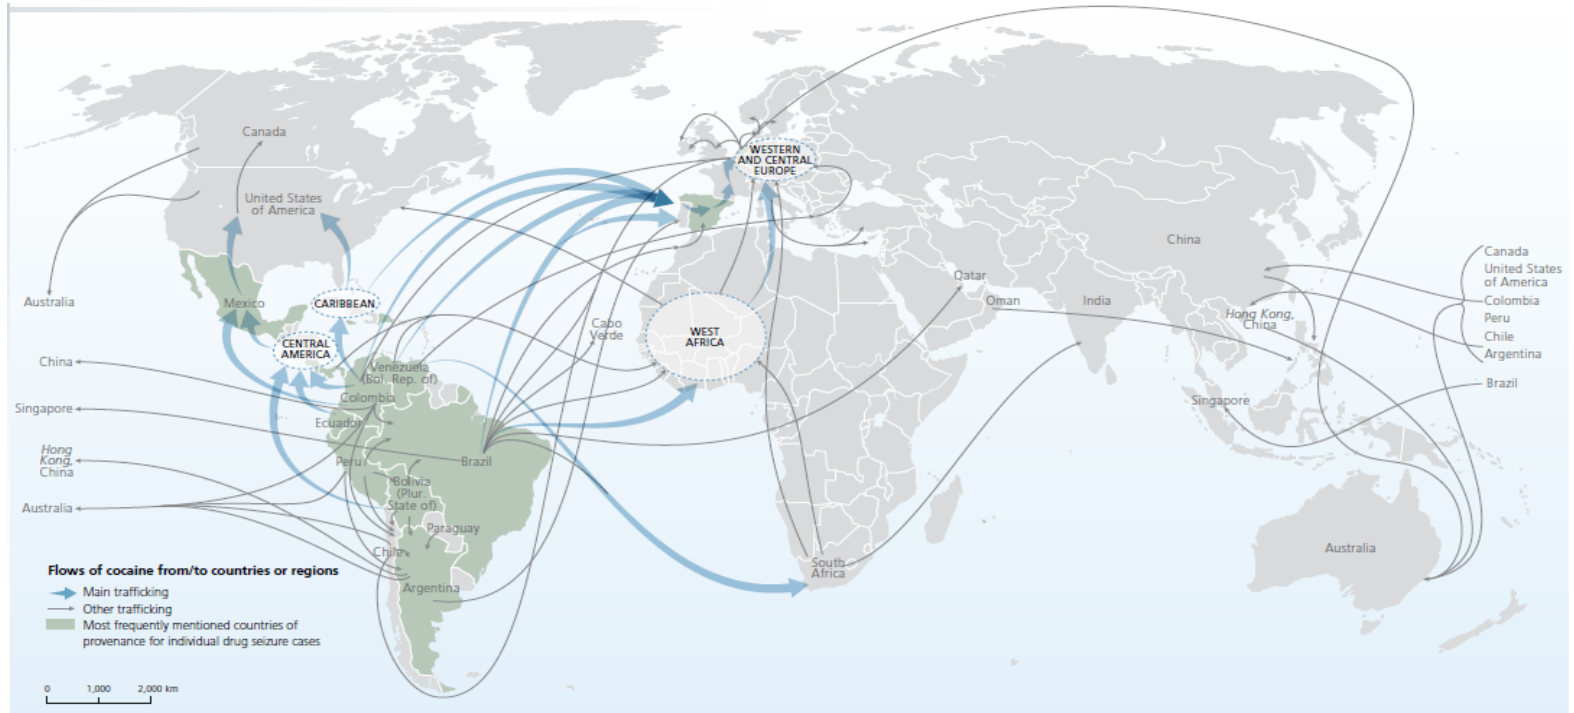 Canada
United States
of America
Australia
Mexico
CARIBBEAN
CENTRAL
AMERICA
China
Singapore
Hong
Kong,
China
Australia
Venezuela
(Bol. Rep. of)
Colombia
Ecuador
Peru
Brazil
Bolivia
(Plur.
State of)
Paraguay
Chile
Argentina
WESTERN
AND CENTRAL
EUROPE
Cabo
Verde
WEST
AFRICA
South
Africa
Qatar
Oman
India
China
Hong Kong,
China
Singapore
Australia
Canada
United States
of America
Colombia
Peru
Chile
Argentina
Brazil
Flows of cocaine from/to countries or regions
Main trafficking
Other trafficking
Most frequently mentioned countries of
provenance for individual drug seizure cases
0 1,000 2,000 km